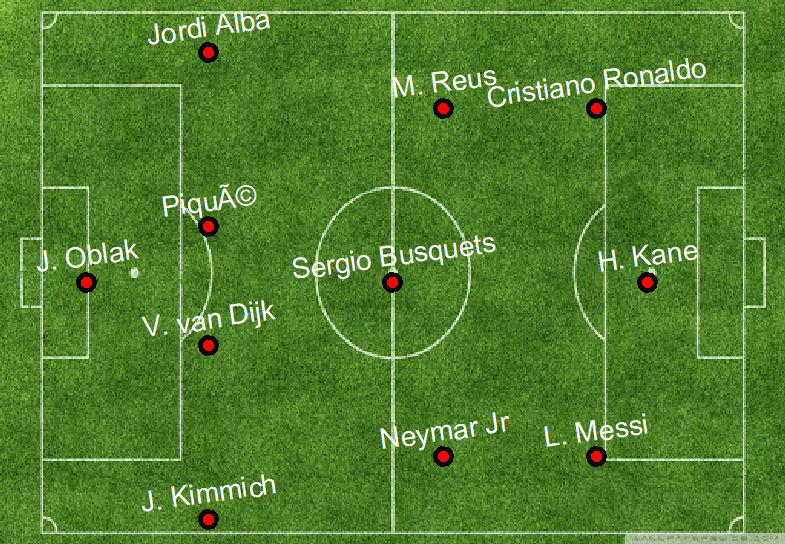 Jordi Alba
M. Reus
Cristiano Ronaldo
PiquÃ©
J. Oblak
Sergio Busquets
H. Kane
V. van Dijk
Neymar Jr
L. Messi
J. Kimmich